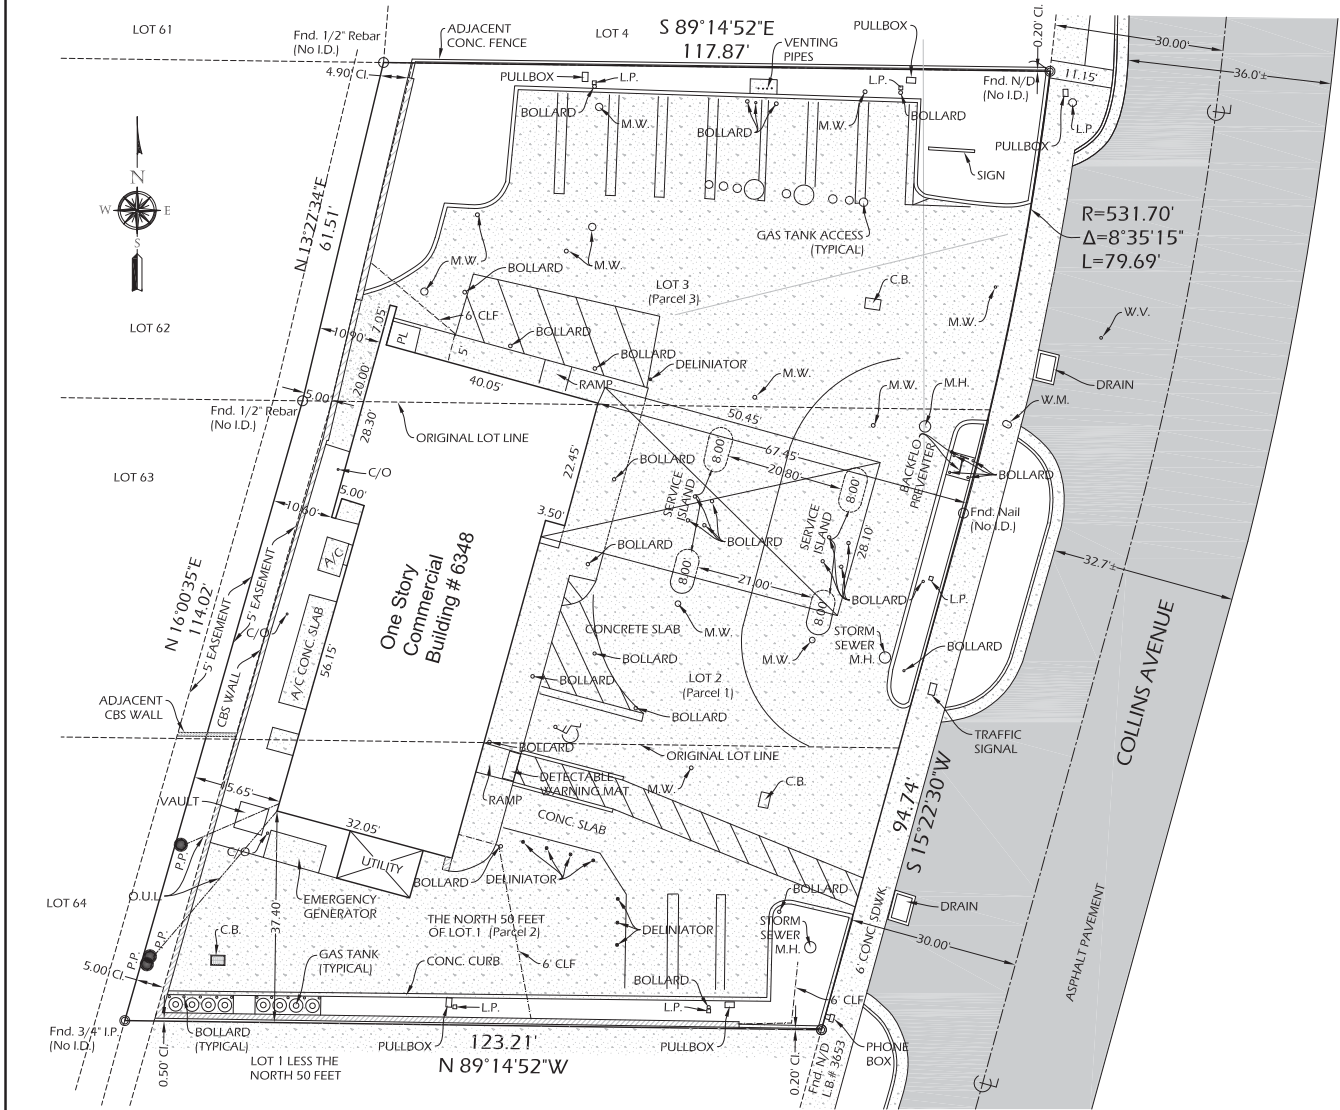 LOT 61
Fnd. 1/2" Rebar
(No I.D.)
ADJACENT
CONC. FENCE
LOT 4
S 89°14'52"E
117.87'
VENTING
PIPES
PULLBOX
0.20' Cl.
30.00'
36.0'±
11.15'
4.90' Cl.
PULLBOX
L.P.
L.P.
Fnd. N/D
(No I.D.)
BOLLARD
M.W.
BOLLARD
M.W.
BOLLARD
L.P.
PULLBOX
SIGN
N
W
E
S
N 13°27'34"E
61.51'
R=531.70'
Δ=8°35'15"
L=79.69'
GAS TANK ACCESS
(TYPICAL)
M.W.
M.W.
BOLLARD
LOT 3
(Parcel 3)
C.B.
M.W.
W.V.
LOT 62
10.90'
7.05'
PL
6' CLF
5'
BOLLARD
BOLLARD
DELINIATOR
RAMP
40.05'
20.00'
28.30'
M.W.
M.W.
M.H.
DRAIN
W.M.
5.00'
Fnd. 1/2" Rebar
(No I.D.)
ORIGINAL LOT LINE
50.45'
67.45'
20.80'
22.45'
8.00'
8.00'
BOLLARD
SERVICE
ISLAND
BACKFLO
PREVENTER
BOLLARD
LOT 63
C/O
5.00'
10.60'
3.50'
SERVICE
ISLAND
28.10'
Fnd. Nail
(No I.D.)
A/C
One Story
Commercial
Building # 6348
BOLLARD
BOLLARD
8.00'
21.00'
8.00'
BOLLARD
32.7'±
N 16°00'35"E
114.02'
5' EASEMENT
5' EASEMENT
C/O
A/C CONC. SLAB
56.15'
CBS WALL
CONCRETE SLAB
M.W.
M.W.
STORM
SEWER
M.H.
L.P.
BOLLARD
BOLLARD
BOLLARD
LOT 2
(Parcel 1)
BOLLARD
COLLINS AVENUE
ADJACENT
CBS WALL
TRAFFIC
SIGNAL
BOLLARD
ORIGINAL LOT LINE
DETECTABLE
WARNING MAT
M.W.
C.B.
RAMP
94.74'
S 15°22'30"W
5.65'
VAULT
32.05'
CONC. SLAB
C/O
UTILITY
P.P.
BOLLARD
DELINIATOR
O.U.L.
EMERGENCY
GENERATOR
LOT 64
37.40'
THE NORTH 50 FEET
OF LOT 1 (Parcel 2)
DELINIATOR
BOLLARD
STORM
SEWER
M.H.
6' CONC. SDWK.
DRAIN
30.00'
ASPHALT PAVEMENT
C.B.
P.P.
P.P.
5.00' Cl.
GAS TANK
(TYPICAL)
CONC. CURB
6' CLF
BOLLARD
6' CLF
L.P.
L.P.
Fnd. 3/4" I.P
(No I.D.)
BOLLARD
(TYPICAL)
0.50' Cl.
LOT 1 LESS THE
NORTH 50 FEET
PULLBOX
123.21'
N 89°14'52"W
PULLBOX
0.20' Cl.
Fnd. N/D
L.B.# 3653
PHONE
BOX